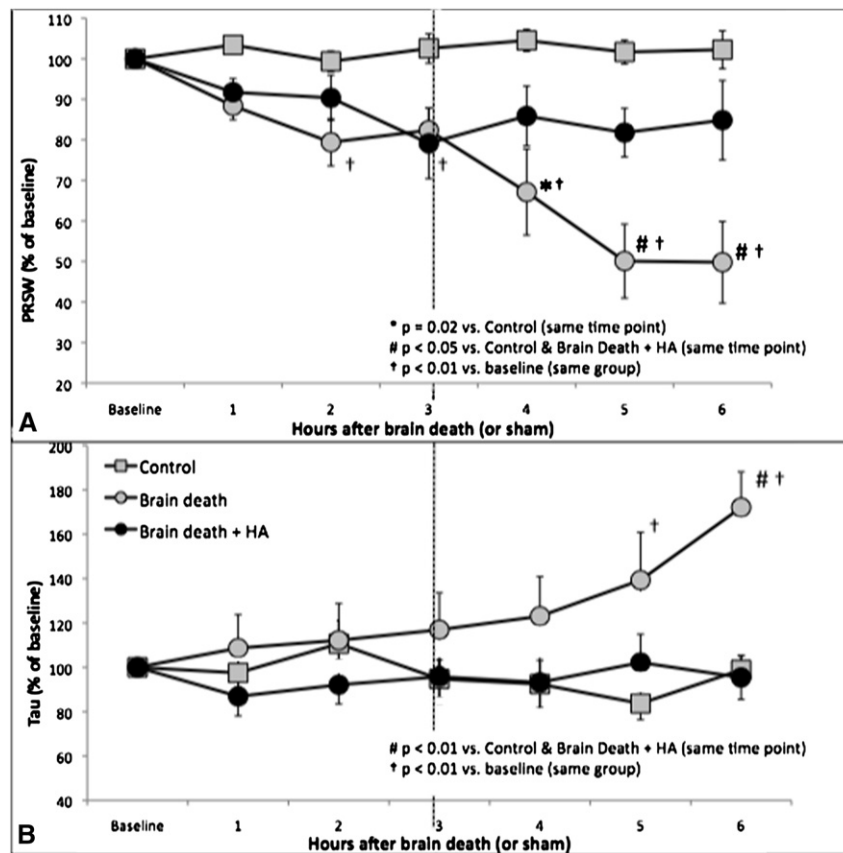 110
100
90
80
70
60
50
40
30
20
PRSW (% of baseline)
†
†
* †
# †
# †
* p = 0.02 vs. Control (same time point)
# p < 0.05 vs. Control & Brain Death + HA (same time point)
† p < 0.01 vs. baseline (same group)
A
Baseline 1 2 3 4 5 6
Hours after brain death (or sham)
200
180
160
140
120
100
80
60
40
Tau (% of baseline)
Control
Brain death
Brain death + HA
†
# †
# p < 0.01 vs. Control & Brain Death + HA (same time point)
† p < 0.01 vs. baseline (same group)
B
Baseline 1 2 3 4 5 6
Hours after brain death (or sham)